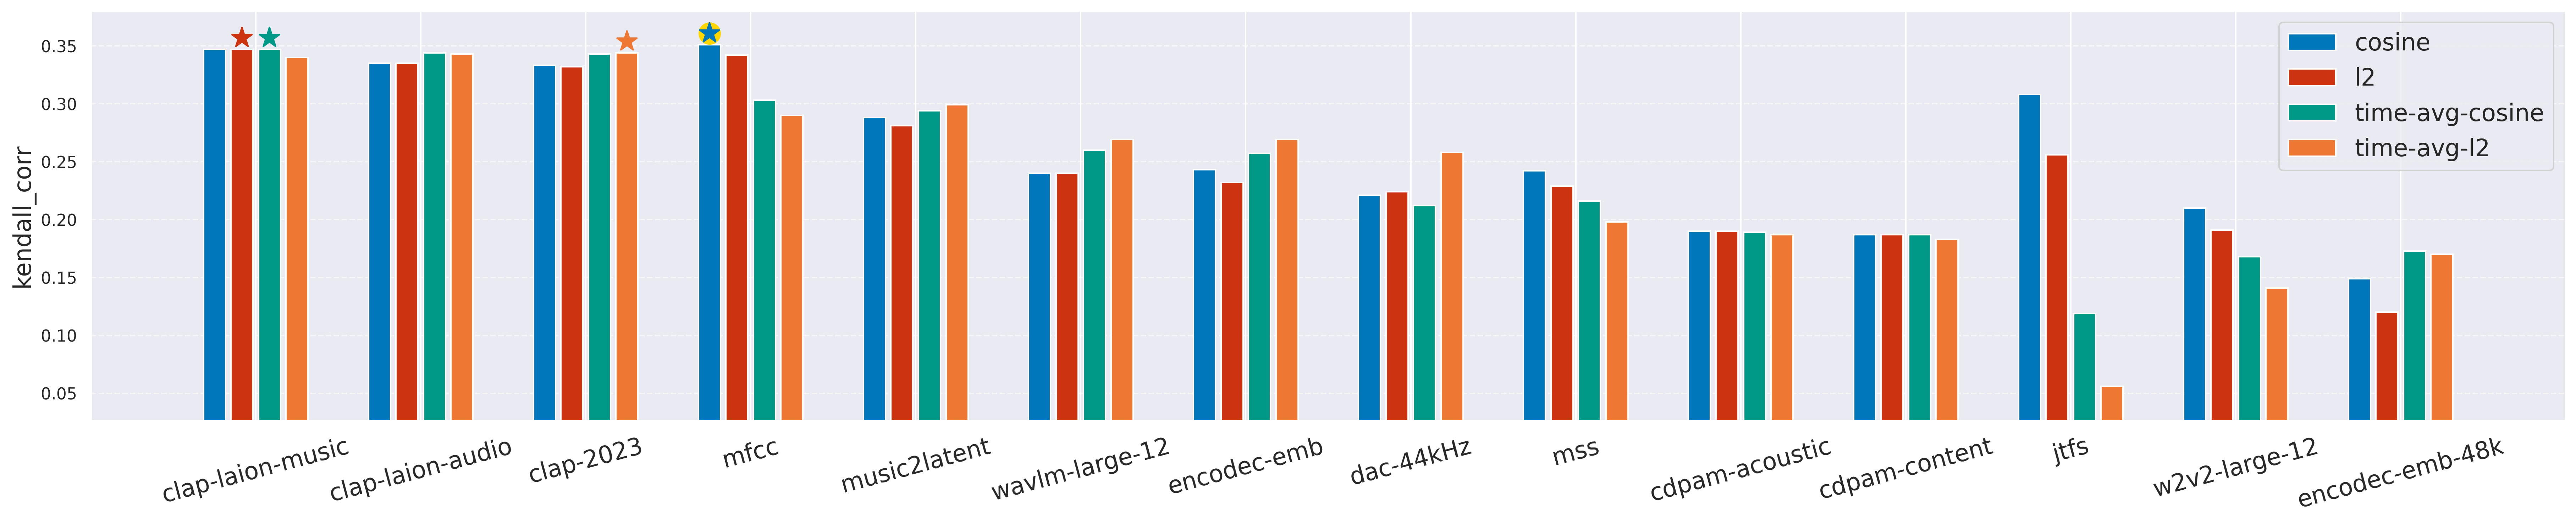 kendall_corr
0.35
0.30
0.25
0.20
0.15
0.10
0.05
cosine
l2
time-avg-cosine
time-avg-l2
clap-laion-music
clap-laion-audio
clap-2023
mfcc
music2latent
wavlm-large-12
encodec-emb
dac-44kHz
mss
cdpam-acoustic
cdpam-content
jtfs
w2v2-large-12
encodec-emb-48k